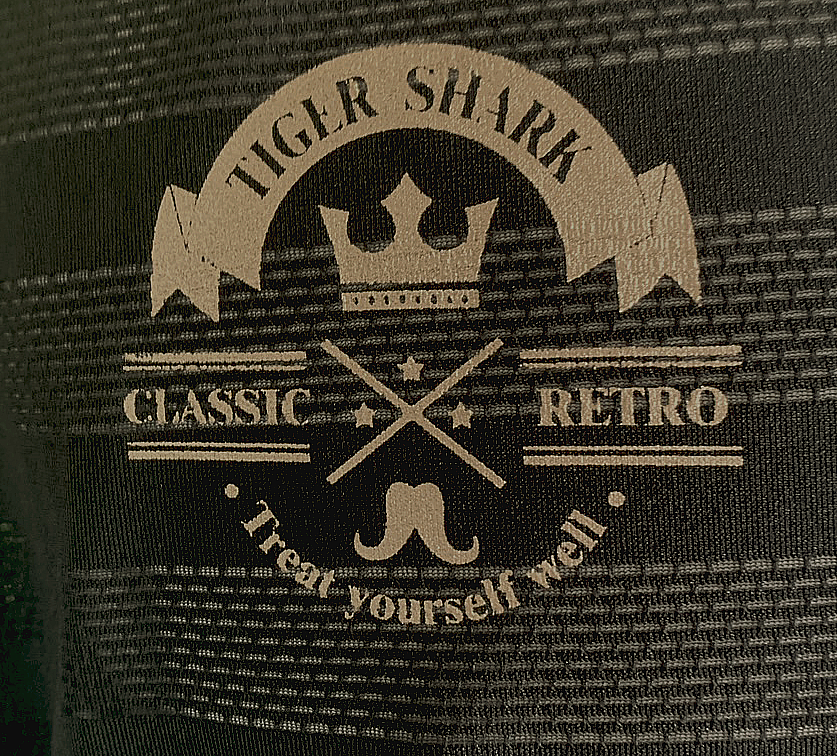 TIGER SHARK
CLASSIC
RETRO
Treat yourself well